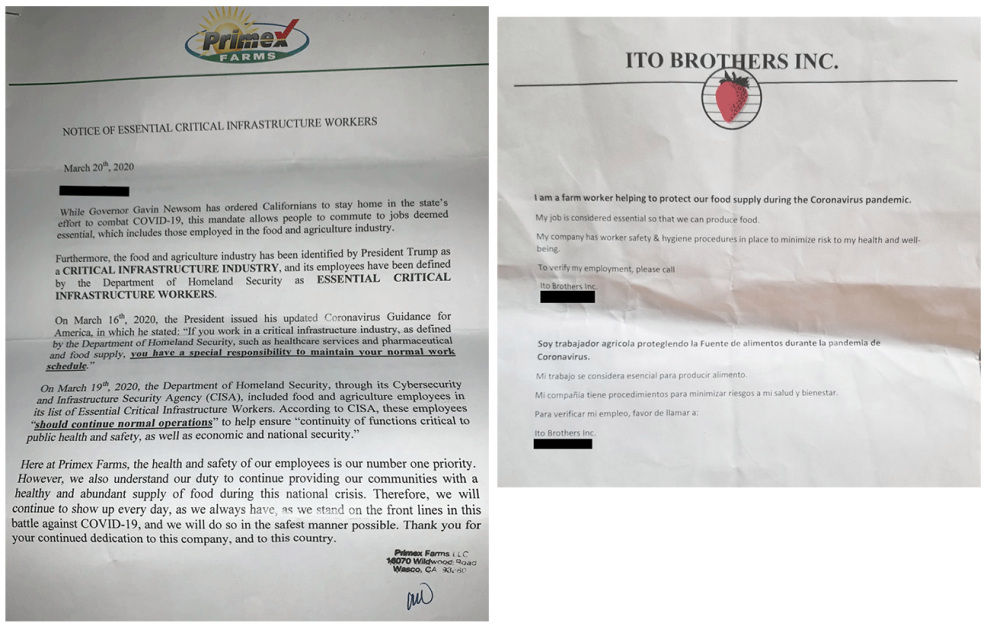 Primex
FARMS
NOTICE OF ESSENTIAL CRITICAL INFRASTRUCTURE WORKERS
March 20th, 2020
While Governor Gavin Newsom has ordered Californians to stay home in the state's
effort to combat COVID-19, this mandate allows people to commute to jobs deemed
essential, which includes those employed in the food and agriculture industry.
Furthermore, the food and agriculture industry has been identified by President Trump as
a CRITICAL INFRASTRUCTURE INDUSTRY, and its employees have been defined
by the Department of Homeland Security as ESSENTIAL CRITICAL
INFRASTRUCTURE WORKERS.
On March 16th, 2020, the President issued his updated Coronavirus Guidance for
America, in which he stated: "If you work in a critical infrastructure industry, as defined
by the Department of Homeland Security, such as healthcare services and pharmaceutical
and food supply, you have a special responsibility to maintain your normal work
schedule."
On March 19th, 2020, the Department of Homeland Security, through its Cybersecurity
and Infrastructure Security Agency (CISA), included food and agriculture employees in
its list of Essential Critical Infrastructure Workers. According to CISA, these employees
"should continue normal operations" to help ensure "continuity of functions critical to
public health and safety, as well as economic and national security."
Here at Primex Farms, the health and safety of our employees is our number one priority.
However, we also understand our duty to continue providing our communities with a
healthy and abundant supply of food during this national crisis. Therefore, we will
continue to show up every day, as we always have, as we stand on the front lines in this
battle against COVID-19, and we will do so in the safest manner possible. Thank you for
your continued dedication to this company, and to this country.
Primex Farms LLC
16070 Wildwood Road
Wasco, CA
ITO BROTHERS INC.
I am a farm worker helping to protect our food supply during the Coronavirus pandemic.
My job is considered essential so that we can produce food.
My company has worker safety & hygiene procedures in place to minimize risk to my health and well-
being.
To verify my employment, please call
Ito Brothers Inc.
Soy trabajador agrícola protegiendo la Fuente de alimentos durante la pandemia de
Coronavirus.
Mi trabajo se considera esencial para producir alimento.
Mi compañía tiene procedimientos para minimizar riesgos a mi salud y bienestar.
Para verificar mi empleo, favor de llamar a:
Ito Brothers Inc.